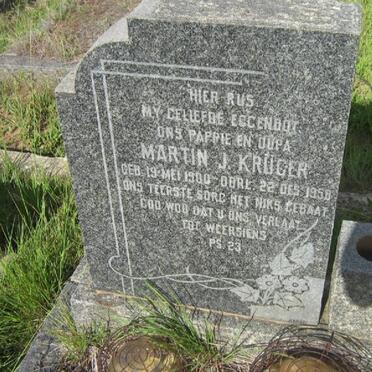 HIER RUS
MY GELIEFDE EGGENOOT
ONS PAPPIE EN OUPA
MARTIN J. KRÜGER
GEB. 19 MEI 1900 - OORL. 22 DES. 1950
ONS TEERSTE SORG HET NIKS GEBAAT
GOD WOU DAT U ONS VERLAAT
TOT WEERSIENS
PS. 23